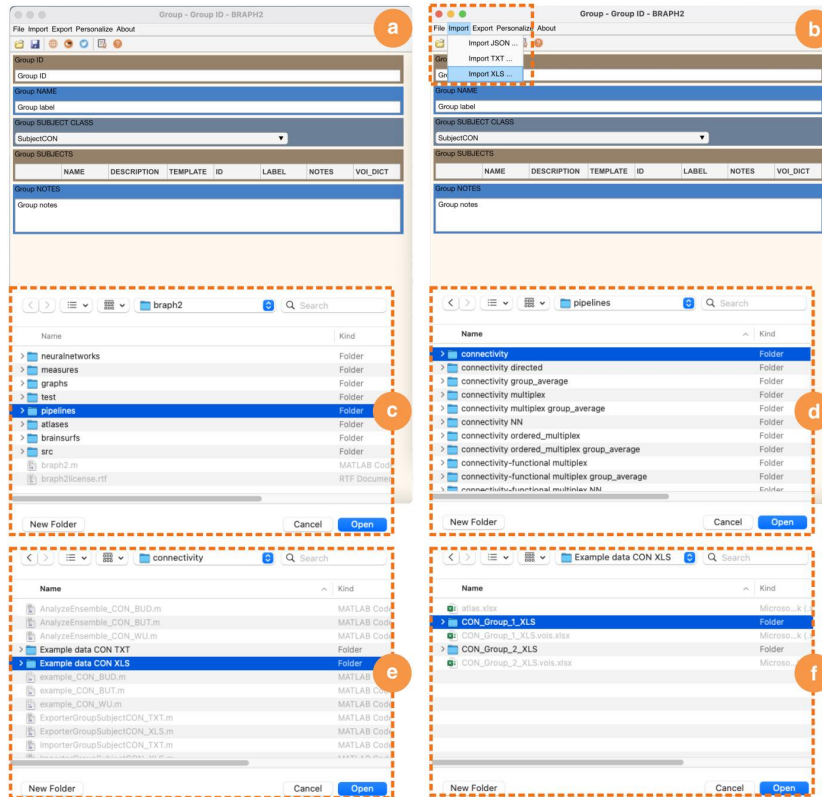 Group - Group ID - BRAPH2
File Import Export Personalize About
a
Group ID
Group ID
Group NAME
Group label
Group SUBJECT CLASS
SubjectCON
Group SUBJECTS
NAME DESCRIPTION TEMPLATE ID LABEL NOTES VOI_DICT
Group NOTES
Group notes
Group - Group ID - BRAPH2
File Import Export Personalize About
b
Import JSON ...
Import TXT ...
Import XLS ...
Group NAME
Group label
Group SUBJECT CLASS
SubjectCON
Group SUBJECTS
NAME DESCRIPTION TEMPLATE ID LABEL NOTES VOI_DICT
Group NOTES
Group notes
braph2 Search
Name Kind
neuralnetworks Folder
measures Folder
graphs Folder
test Folder
pipelines Folder
c
atlases Folder
brainsurfs Folder
src Folder
braph2.m MATLAB Code
braph2license.rtf RTF Documen
New Folder Cancel Open
pipelines Search
Name Kind
connectivity Folder
connectivity directed Folder
connectivity group_average Folder
connectivity multiplex Folder
connectivity multiplex group_average Folder
d
connectivity NN Folder
connectivity ordered_multiplex Folder
connectivity ordered_multiplex group_average Folder
connectivity-functional multiplex Folder
connectivity-functional multiplex group_average Folder
connectivity-functional multiplex NN Folder
New Folder Cancel Open
connectivity Search
Name Kind
AnalyzeEnsemble_CON_BUD.m MATLAB Code
AnalyzeEnsemble_CON_BUT.m MATLAB Code
AnalyzeEnsemble_CON_WU.m MATLAB Code
Example data CON TXT Folder
Example data CON XLS Folder
e
example_CON_BUD.m MATLAB
example_CON_BUT.m MATLAB Code
example_CON_WU.m MATLAB Code
ExporterGroupSubjectCON_TXT.m MATLAB Code
ExporterGroupSubjectCON_XLS.m MATLAB Code
ImporterGroupSubjectCON_TXT.m MATLAB Code
ImporterGroupSubjectCON_XLS.m MATLAB Code
New Folder Cancel Open
Example data CON XLS Search
Name Kind
atlas.xlsx Microso...k (.
CON_Group_1_XLS Folder
CON_Group_1_XLS.vois.xlsx Microso...k (.
CON_Group_2_XLS Folder
CON_Group_2_XLS.vois.xlsx Microso...
f
New Folder Cancel Open